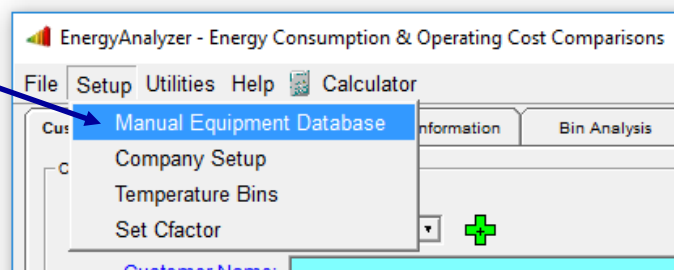 EnergyAnalyzer - Energy Consumption & Operating Cost Comparisons
File Setup Utilities Help Calculator
Cus Manual Equipment Database nformation Bin Analysis
Company Setup
Temperature Bins
Set Cfactor
Customer Name: